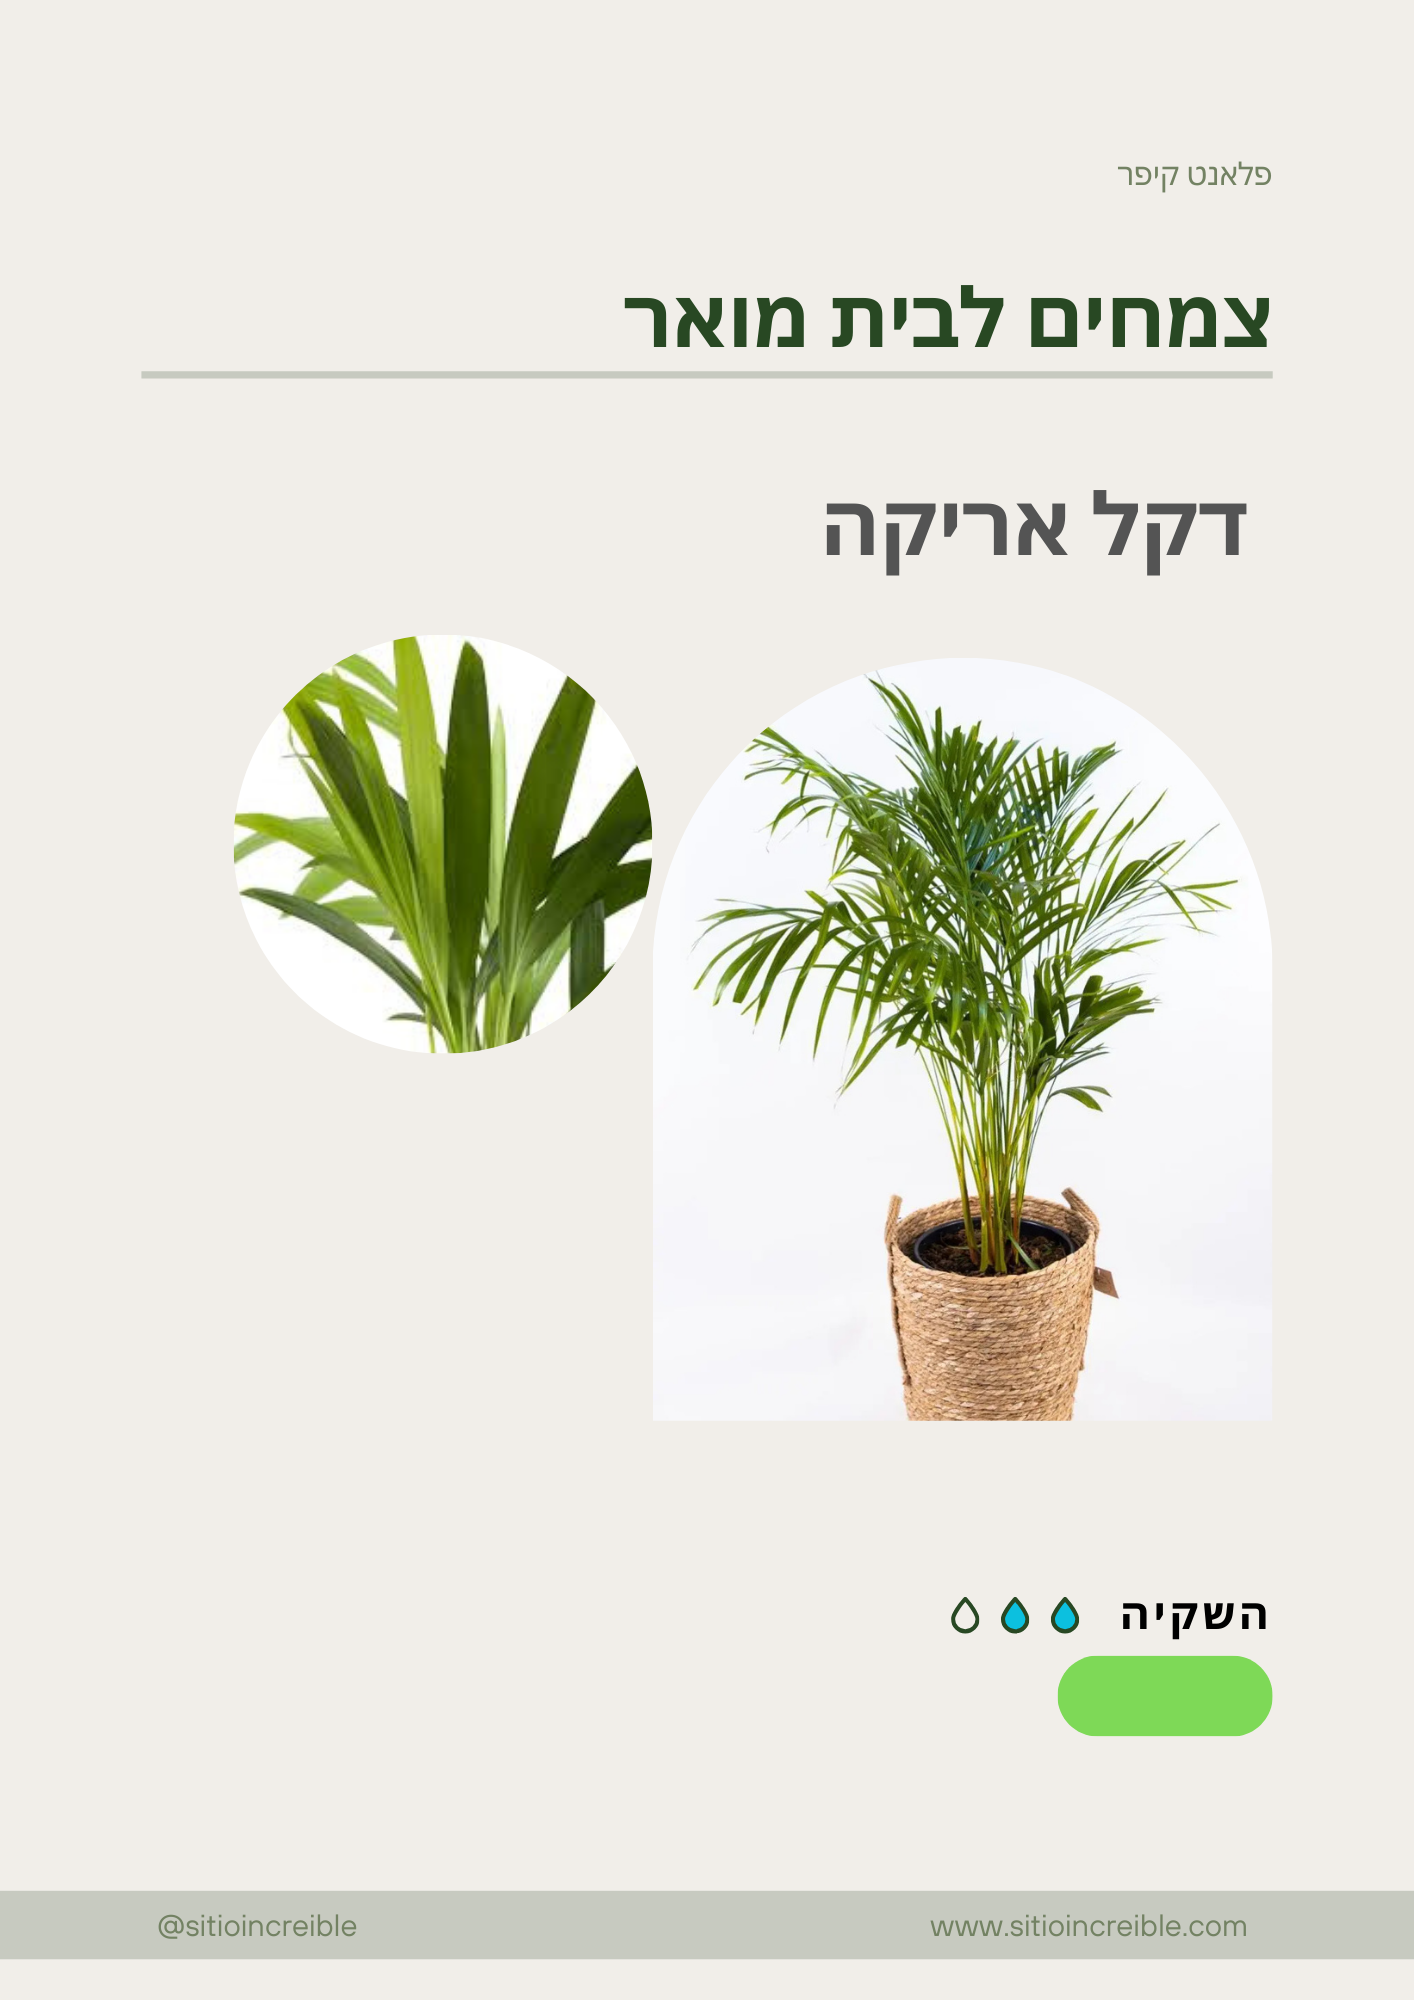 פלאנט קיפר
צמחים לבית מואר
דקל אריקה
השקיה
@sitioincreible
www.sitioincreible.com